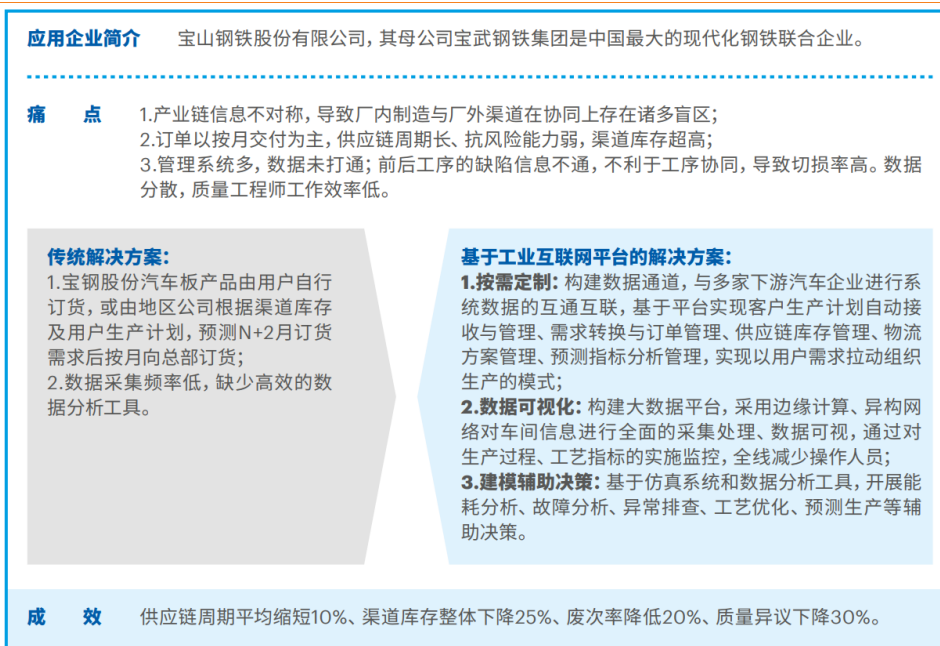 应用企业简介 宝山钢铁股份有限公司，其母公司宝武钢铁集团是中国最大的现代化钢铁联合企业。
痛 点 1.产业链信息不对称，导致厂内制造与厂外渠道在协同上存在诸多盲区；
2.订单以按月交付为主，供应链周期长、抗风险能力弱，渠道库存超高；
3.管理系统多，数据未打通；前后工序的缺陷信息不通，不利于工序协同，导致切损率高。数据
分散，质量工程师工作效率低。
传统解决方案：
1.宝钢股份汽车板产品由用户自行
订货，或由地区公司根据渠道库存
及用户生产计划，预测N+2月订货
需求后按月向总部订货；
2.数据采集频率低，缺少高效的数
据分析工具。
基于工业互联网平台的解决方案：
1.按需定制：构建数据通道，与多家下游汽车企业进行系
统数据的互通互联，基于平台实现客户生产计划自动接
收与管理、需求转换与订单管理、供应链库存管理、物流
方案管理、预测指标分析管理，实现以用户需求拉动组织
生产的模式；
2.数据可视化：构建大数据平台，采用边缘计算、异构网
络对车间信息进行全面的采集处理、数据可视，通过对
生产过程、工艺指标的实施监控，全线减少操作人员；
3.建模辅助决策：基于仿真系统和数据分析工具，开展能
耗分析、故障分析、异常排查、工艺优化、预测生产等辅
助决策。
成 效 供应链周期平均缩短10%、渠道库存整体下降25%、废次率降低20%、质量异议下降30%。